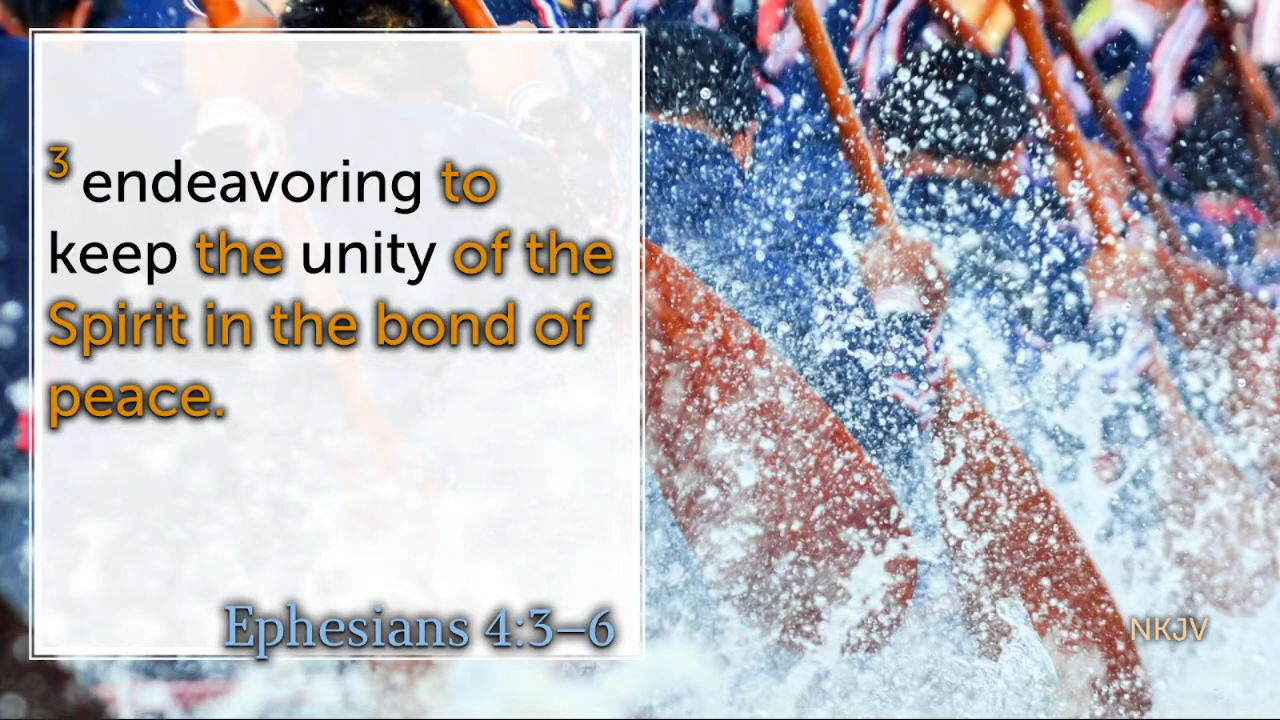 3 endeavoring to
keep the unity of the
Spirit in the bond of
peace.
Ephesians 4:3–6
NKJV